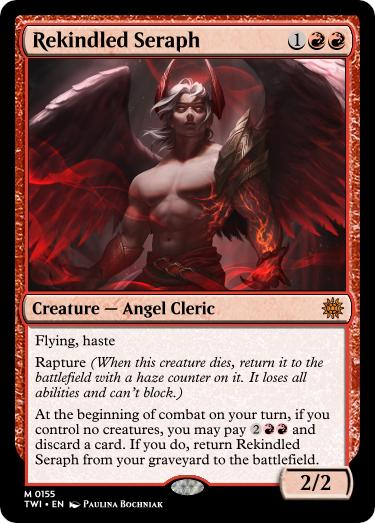 Rekindled Seraph 1RR
Creature — Angel Cleric
Flying, haste
Rapture (When this creature dies, return it to the
battlefield with a haze counter on it. It loses all
abilities and can't block.)
At the beginning of combat on your turn, if you
control no creatures, you may pay 2RR and
discard a card. If you do, return Rekindled
Seraph from your graveyard to the battlefield.
2/2
M 0155
TWI • EN Paulina Bochniak